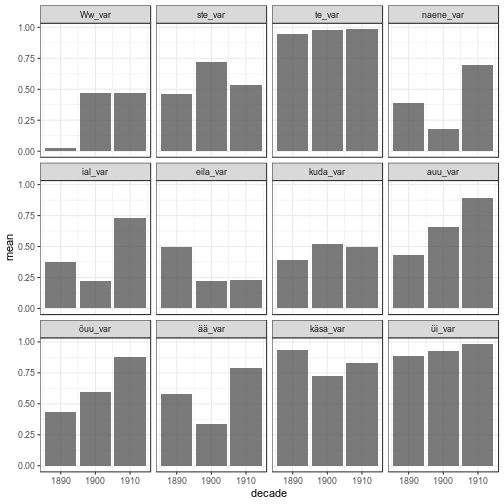 Ww_var ste_var te_var naene_var
1.00
0.75
0.50
0.25
0.00
ial_var eila_var kuda_var auu_var
1.00
0.75
0.50
0.25
0.00
õuu_var ää_var käsa_var üi_var
1.00
0.75
0.50
0.25
0.00
1890 1900 1910 1890 1900 1910 1890 1900 1910 1890 1900 1910
mean
decade